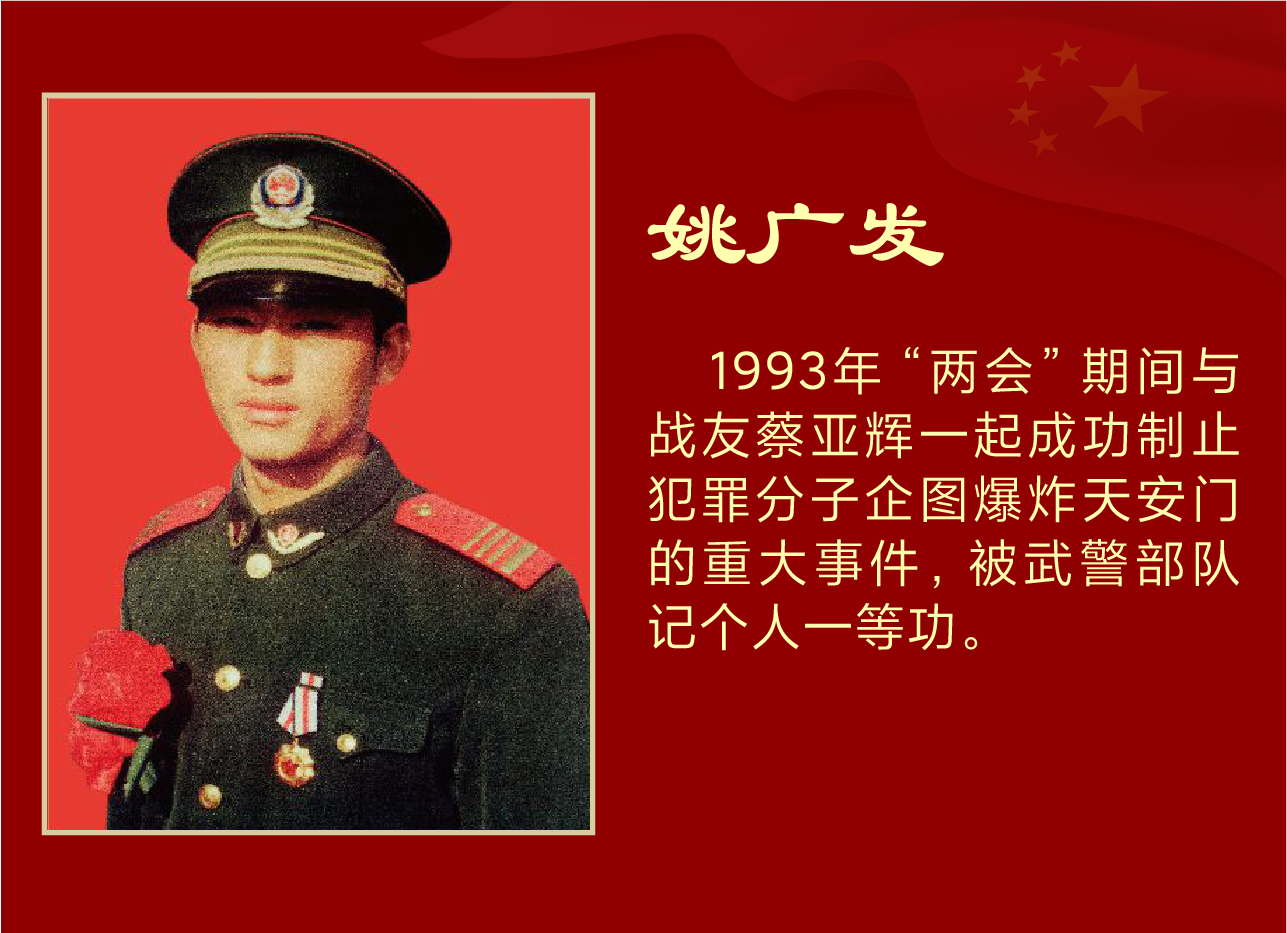 姚广发
1993年“两会”期间与
战友蔡亚辉一起成功制止
犯罪分子企图爆炸天安门
的重大事件，被武警部队
记个人一等功。